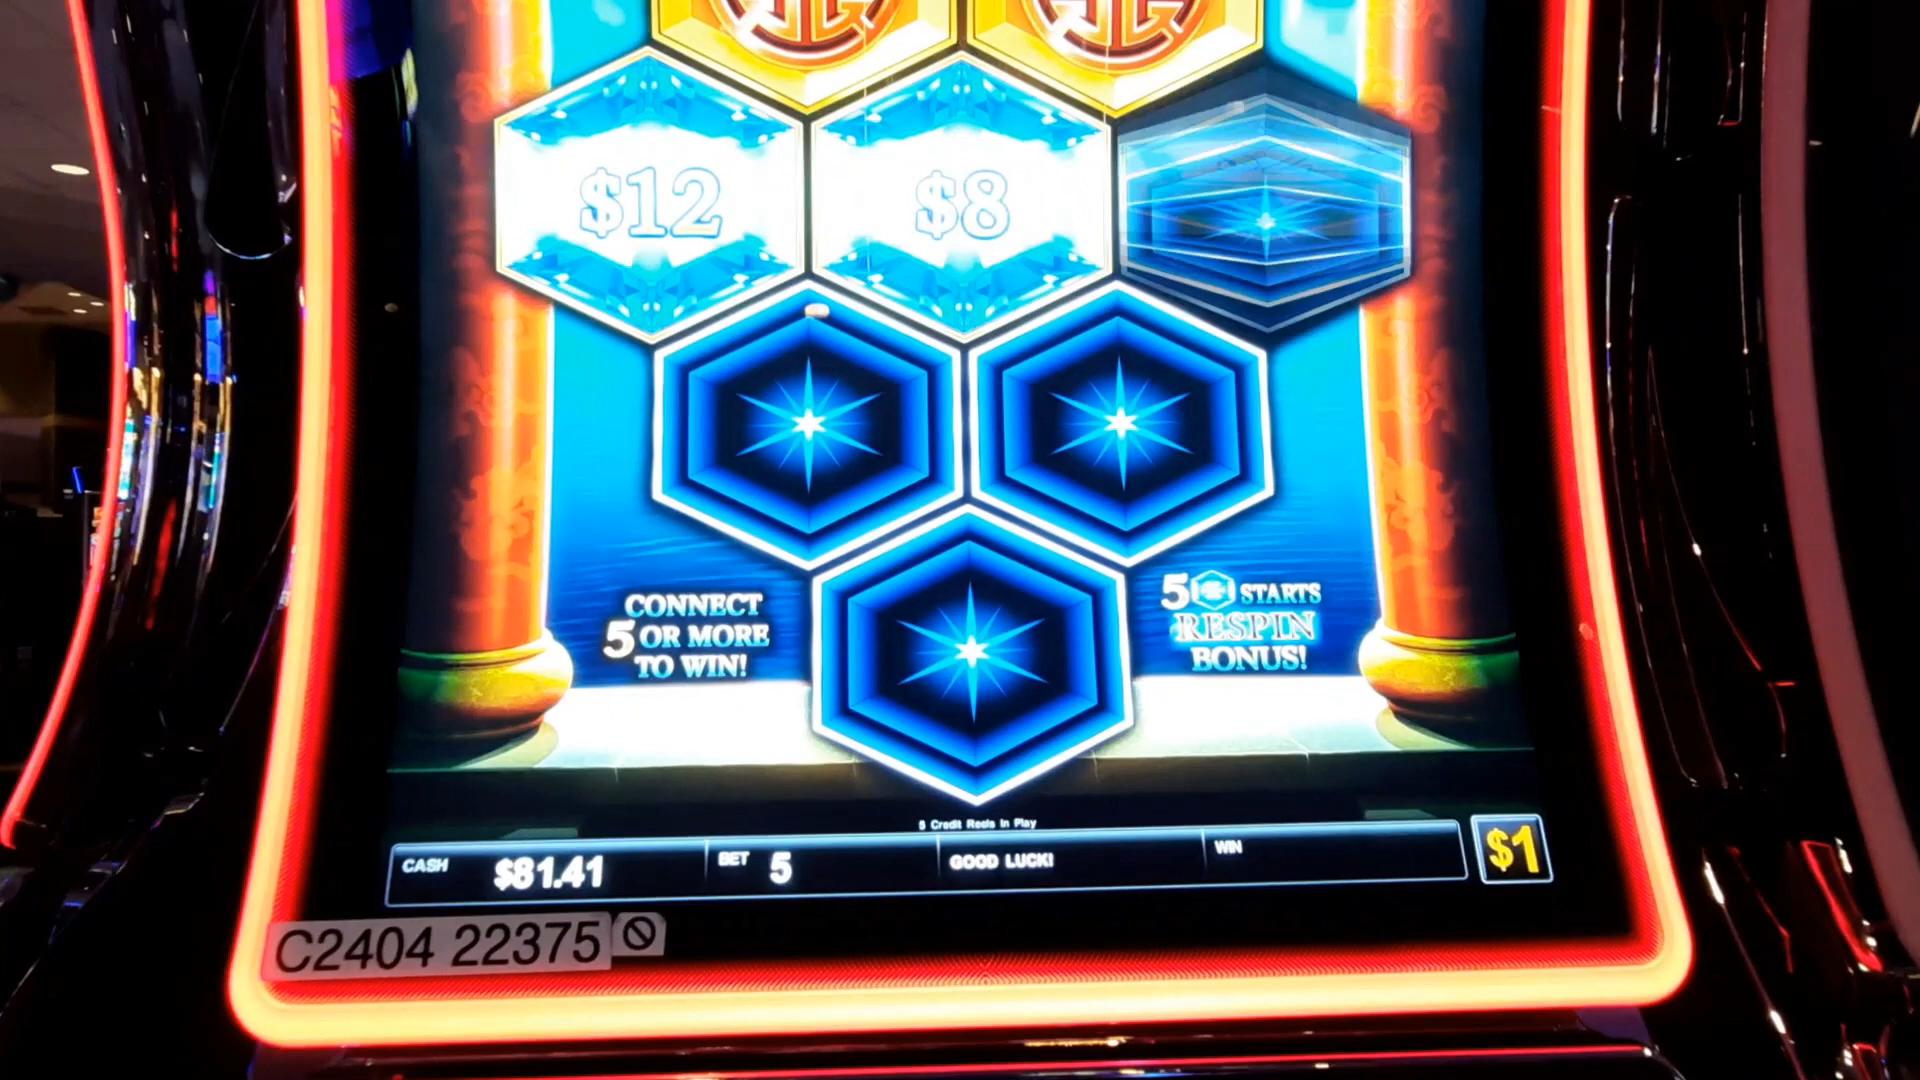 $12
$8
CONNECT
5 OR MORE
TO WIN!
5 STARTS
RESPIN
BONUS!
5 Credit Reels In Play
CASH $81.41
BET 5
GOOD LUCK!
WIN
$1
C2404 22375